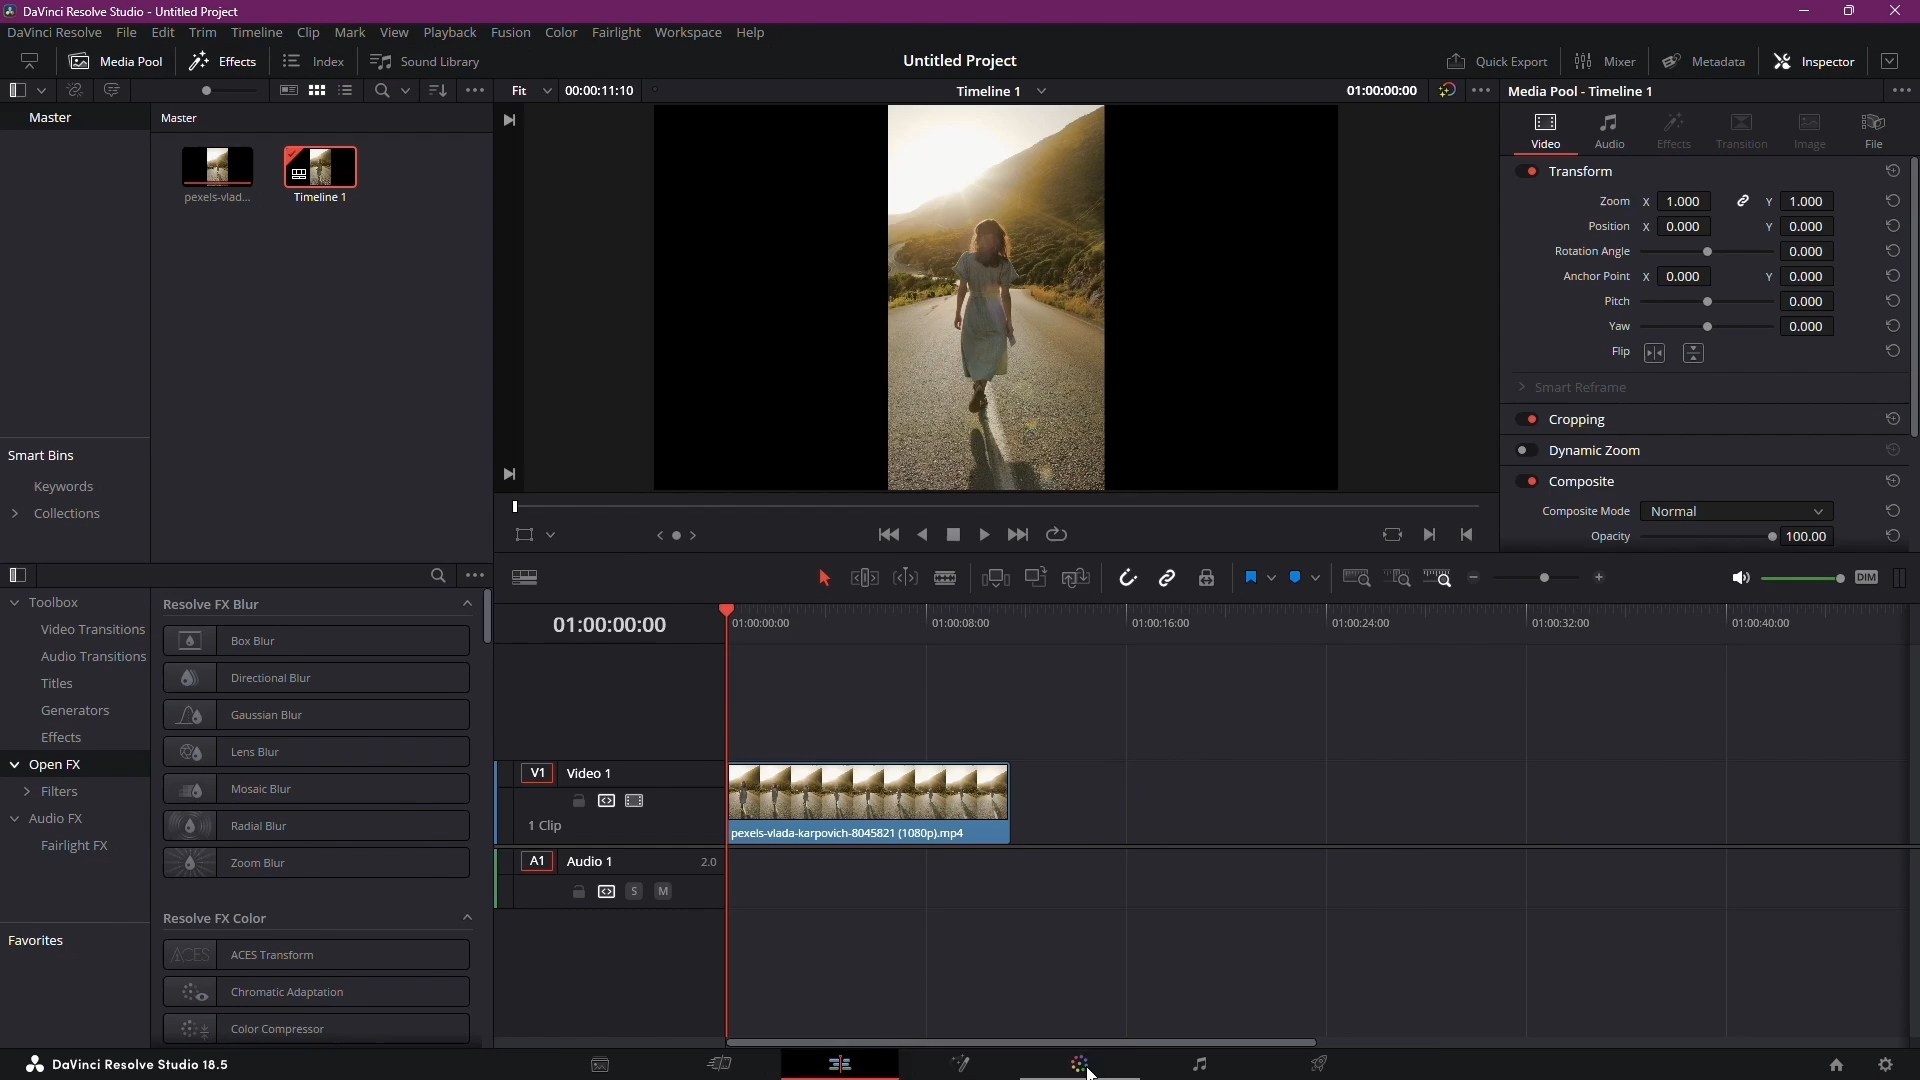 DaVinci Resolve Studio - Untitled Project
DaVinci Resolve File Edit Trim Timeline Clip Mark View Playback Fusion Color Fairlight Workspace Help
Media Pool Effects Index Sound Library Untitled Project Quick Export Mixer Metadata Inspector
Fit 00:00:11:10 Timeline 1 01:00:00:00 Media Pool - Timeline 1
Master
Master
pexels-vlad...
Timeline 1
Smart Bins
Keywords
Collections
Video Audio Effects Transition Image File
Transform
Zoom X 1.000 Y 1.000
Position X 0.000 Y 0.000
Rotation Angle 0.000
Anchor Point X 0.000 Y 0.000
Pitch 0.000
Yaw 0.000
Flip
Smart Reframe
Cropping
Dynamic Zoom
Composite
Composite Mode Normal
Opacity 100.00
DIM
Toolbox
Video Transitions
Audio Transitions
Titles
Generators
Effects
Open FX
Filters
Audio FX
Fairlight FX
Favorites
Resolve FX Blur
Box Blur
Directional Blur
Gaussian Blur
Lens Blur
Mosaic Blur
Radial Blur
Zoom Blur
Resolve FX Color
ACES ACES Transform
Chromatic Adaptation
Color Compressor
01:00:00:00
01:00:00:00 01:00:08:00 01:00:16:00 01:00:24:00 01:00:32:00 01:00:40:00
V1 Video 1
1 Clip
pexels-vlada-karpovich-8045821 (1080p).mp4
A1 Audio 1 2.0
S M
DaVinci Resolve Studio 18.5